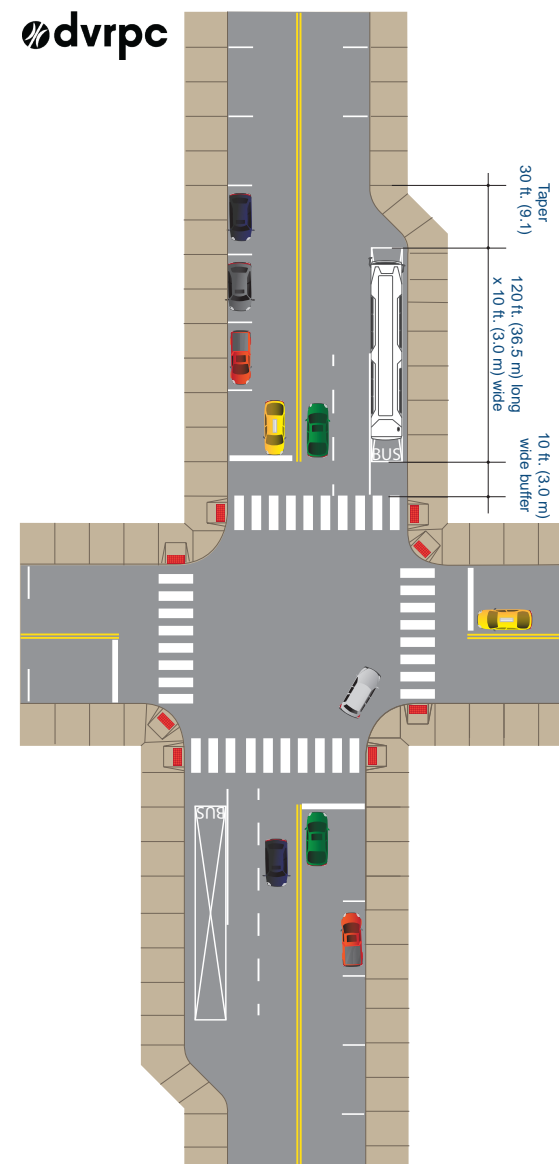 dvrpc
Taper
30 ft. (9.1)
120 ft. (36.5 m) long
x 10 ft. (3.0 m) wide
10 ft. (3.0 m)
wide buffer
BUS
BUS